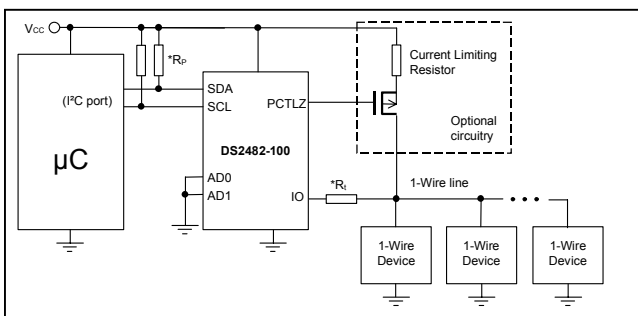 VCC
*RP
Current Limiting
Resistor
(I²C port)
SDA
SCL
PCTLZ
Optional
circuitry
µC
DS2482-100
AD0
AD1
IO
*Rt
1-Wire line
1-Wire
Device
1-Wire
Device
1-Wire
Device